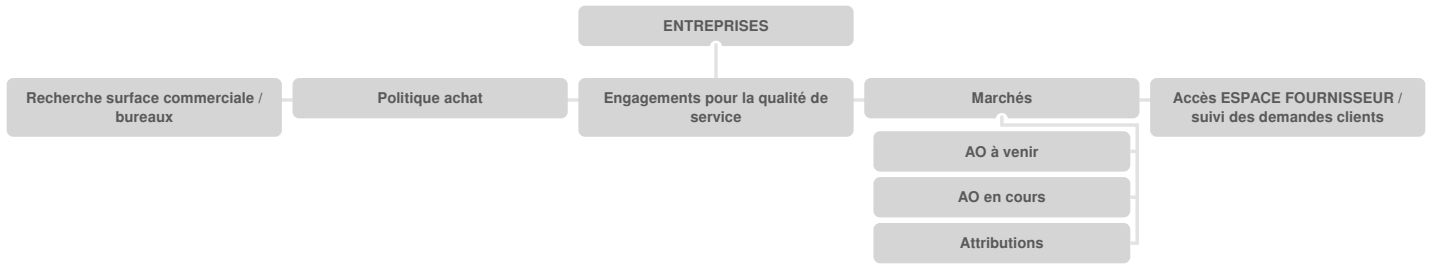 ENTREPRISES
Recherche surface commerciale /
bureaux
Politique achat
Engagements pour la qualité de
service
Marchés
Accès ESPACE FOURNISSEUR /
suivi des demandes clients
AO à venir
AO en cours
Attributions